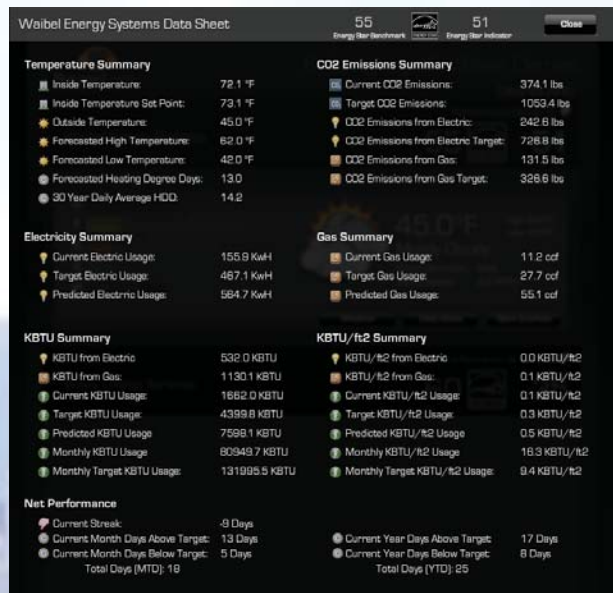 Waibel Energy Systems Data Sheet
55
Energy Star Benchmark
51
Energy Star Indicator
Close
Temperature Summary
Inside Temperature: 72.1 °F
Inside Temperature Set Point: 73.1 °F
Outside Temperature: 45.0 °F
Forecasted High Temperature: 62.0 °F
Forecasted Low Temperature: 42.0 °F
Forecasted Heating Degree Days: 13.0
30 Year Daily Average HDD: 14.2
CO2 Emissions Summary
Current CO2 Emissions: 374.1 lbs
Target CO2 Emissions: 1053.4 lbs
CO2 Emissions from Electric: 242.6 lbs
CO2 Emissions from Electric Target: 726.8 lbs
CO2 Emissions from Gas: 131.5 lbs
CO2 Emissions from Gas Target: 326.6 lbs
Electricity Summary
Current Electric Usage: 155.9 KwH
Target Electric Usage: 467.1 KwH
Predicted Electrric Usage: 564.7 KwH
Gas Summary
Current Gas Usage: 11.2 ccf
Target Gas Usage: 27.7 ccf
Predicted Gas Usage: 55.1 ccf
KBTU Summary
KBTU from Electric 532.0 KBTU
KBTU from Gas: 1130.1 KBTU
Current KBTU Usage: 1662.0 KBTU
Target KBTU Usage: 4399.8 KBTU
Predicted KBTU Usage 7598.1 KBTU
Monthly KBTU Usage 80949.7 KBTU
Monthly Target KBTU Usage: 131995.5 KBTU
KBTU/ft2 Summary
KBTU/ft2 from Electric 0.0 KBTU/ft2
KBTU/ft2 from Gas: 0.1 KBTU/ft2
Current KBTU/ft2 Usage: 0.1 KBTU/ft2
Target KBTU/ft2 Usage: 0.3 KBTU/ft2
Predicted KBTU/ft2 Usage 0.5 KBTU/ft2
Monthly KBTU/ft2 Usage 16.3 KBTU/ft2
Monthly Target KBTU/ft2 Usage: 9.4 KBTU/ft2
Net Performance
Current Streak: -9 Days
Current Month Days Above Target: 13 Days
Current Month Days Below Target: 5 Days
Total Days (MTD): 18
Current Year Days Above Target: 17 Days
Current Year Days Below Target: 8 Days
Total Days (YTD): 25
45.0 F